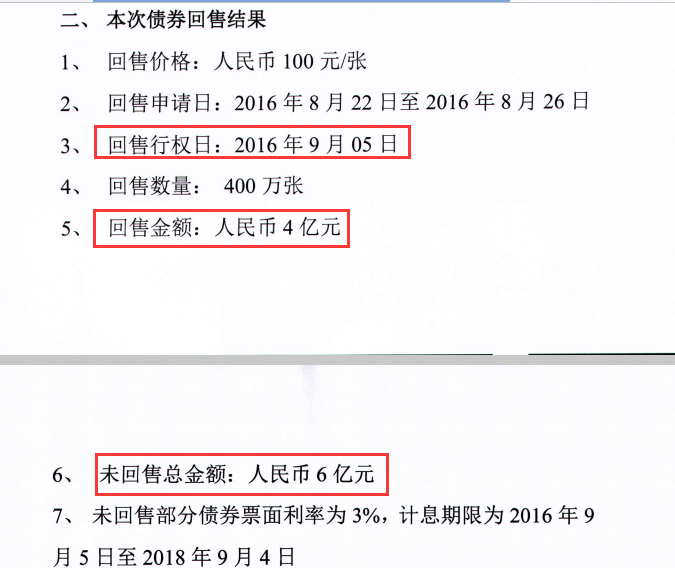 二、 本次债券回售结果
1、 回售价格：人民币 100 元/张
2、 回售申请日：2016 年 8 月 22 日至 2016 年 8 月 26 日
3、 回售行权日：2016 年 9 月 05 日
4、 回售数量： 400 万张
5、 回售金额：人民币 4 亿元
6、 未回售总金额：人民币 6 亿元
7、 未回售部分债券票面利率为 3%，计息期限为 2016 年 9
月 5 日至 2018 年 9 月 4 日